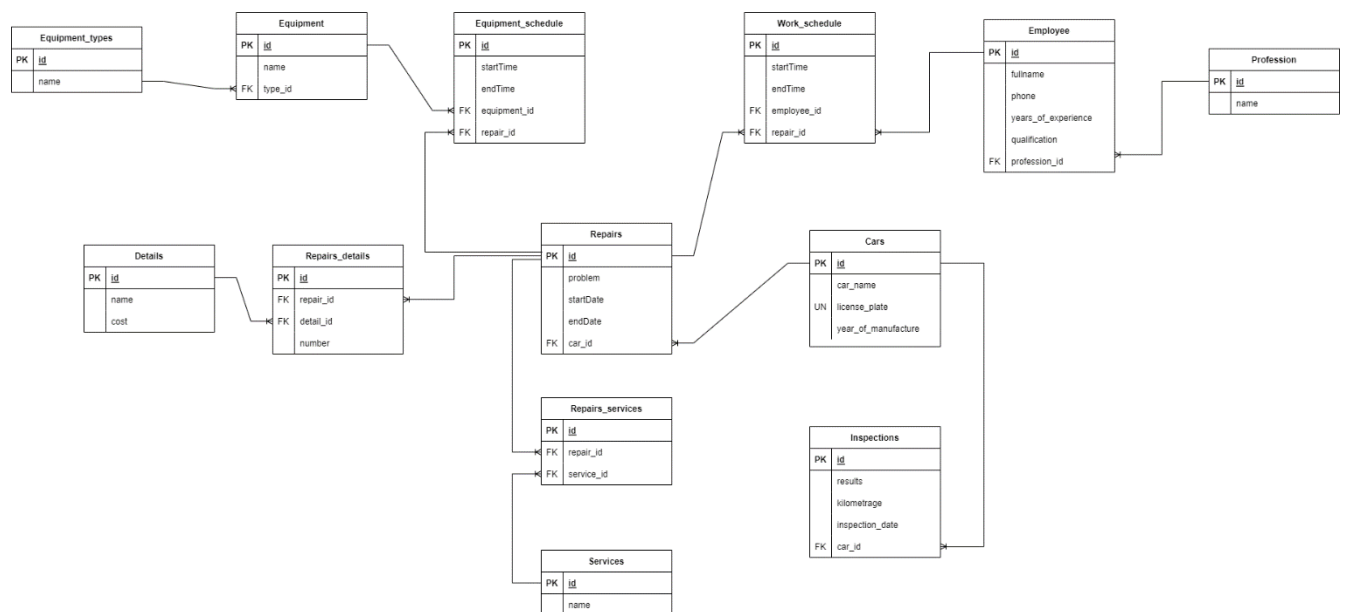 Equipment_types
PK id
name
Equipment
PK id
name
FK type_id
Equipment_schedule
PK id
startTime
endTime
FK equipment_id
FK repair_id
Work_schedule
PK id
startTime
endTime
FK employee_id
FK repair_id
Employee
PK id
fullname
phone
years_of_experience
qualification
FK profession_id
Profession
PK id
name
Details
PK id
name
cost
Repairs_details
PK id
FK repair_id
FK detail_id
number
Repairs
PK id
problem
startDate
endDate
FK car_id
Cars
PK id
car_name
UN license_plate
year_of_manufacture
Repairs_services
PK id
FK repair_id
FK service_id
Inspections
PK id
results
kilometrage
inspection_date
FK car_id
Services
PK id
name